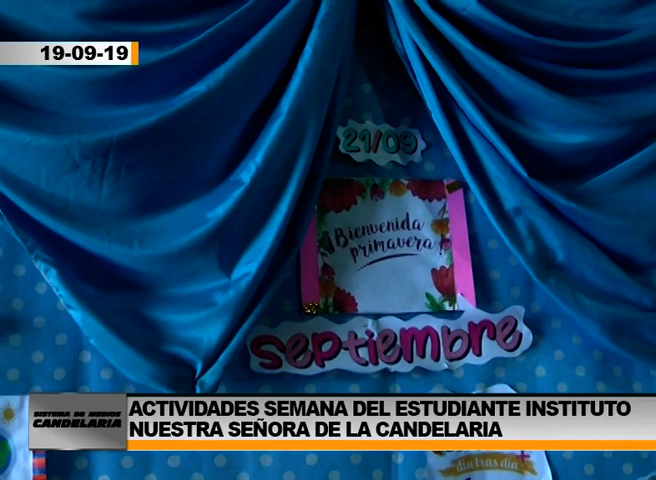 19-09-19
21/09
Bienvenida
primavera!
Septiembre
SISTEMA DE MEDIOS
CANDELARIA
ACTIVIDADES SEMANA DEL ESTUDIANTE INSTITUTO
NUESTRA SEÑORA DE LA CANDELARIA
día tras día